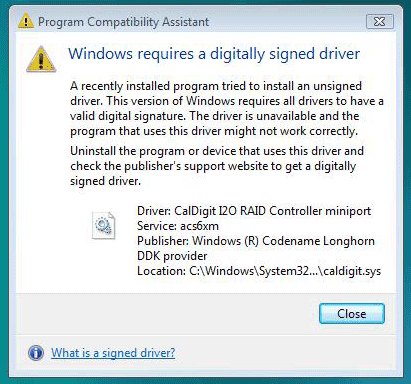 Program Compatibility Assistant
Windows requires a digitally signed driver
A recently installed program tried to install an unsigned
driver. This version of Windows requires all drivers to have a
valid digital signature. The driver is unavailable and the
program that uses this driver might not work correctly.
Uninstall the program or device that uses this driver and
check the publisher's support website to get a digitally
signed driver.
Driver: CalDigit I2O RAID Controller miniport
Service: acs6xm
Publisher: Windows (R) Codename Longhorn
DDK provider
Location: C:\Windows\System32...\caldigit.sys
Close
What is a signed driver?